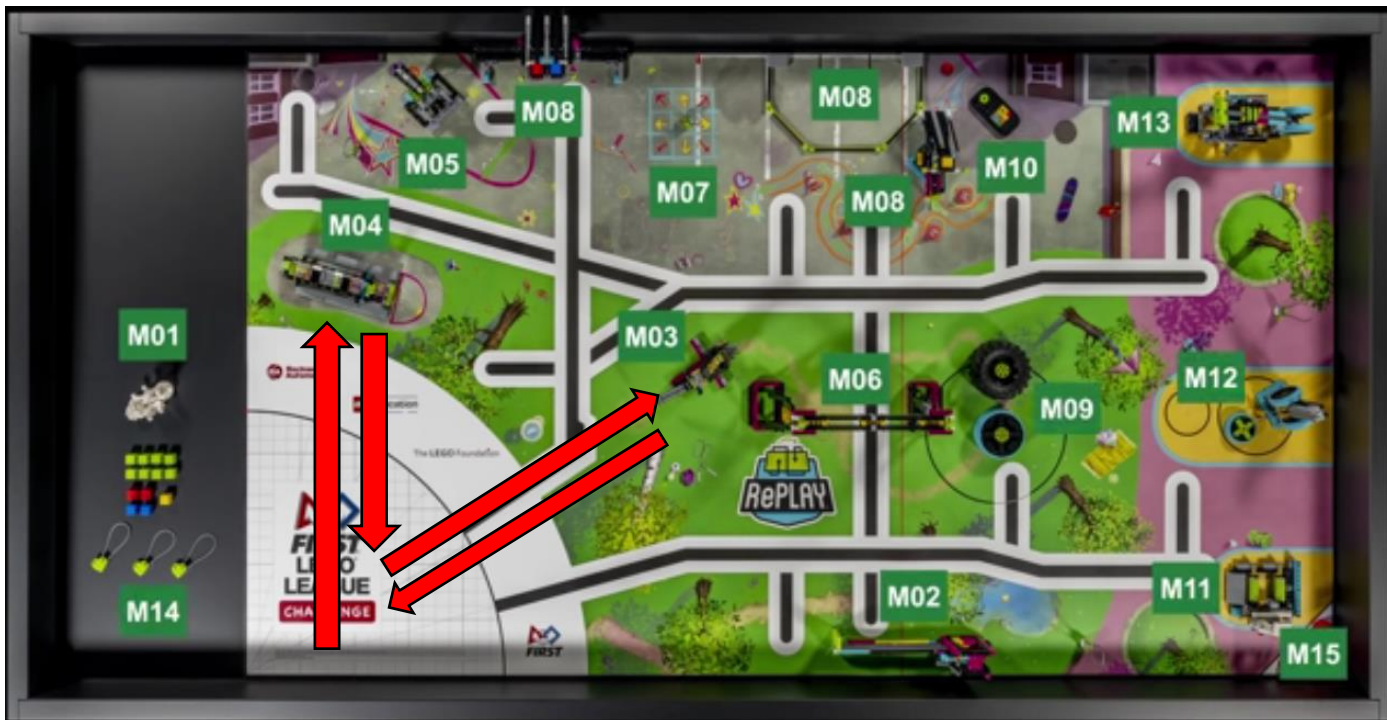 M08
M08
M13
M05
M10
M07
M08
M04
M01
M03
M06
M12
M09
The LEGO Foundation
RePLAY
FIRST
LEGO
LEAGUE
CHALLENGE
M14
M02
M11
FIRST
M15